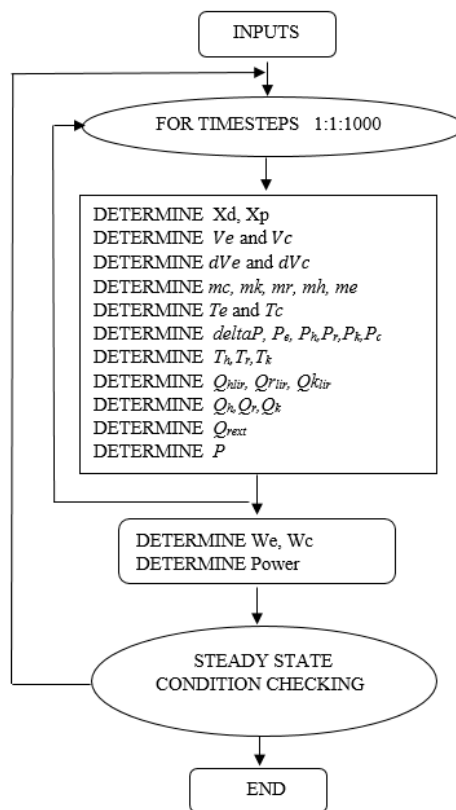 INPUTS
FOR TIMESTEPS 1:1:1000
DETERMINE Xd, Xp
DETERMINE Ve and Vc
DETERMINE dVe and dVc
DETERMINE mc, mk, mr, mh, me
DETERMINE Te and Tc
DETERMINE deltaP, Pe, Ph,Pr,Pk,Pc
DETERMINE Th,Tr,Tk
DETERMINE Qhlir, Qrlir, Qklir
DETERMINE Qh,Qr,Qk
DETERMINE Qrext
DETERMINE P
DETERMINE We, Wc
DETERMINE Power
STEADY STATE
CONDITION CHECKING
END